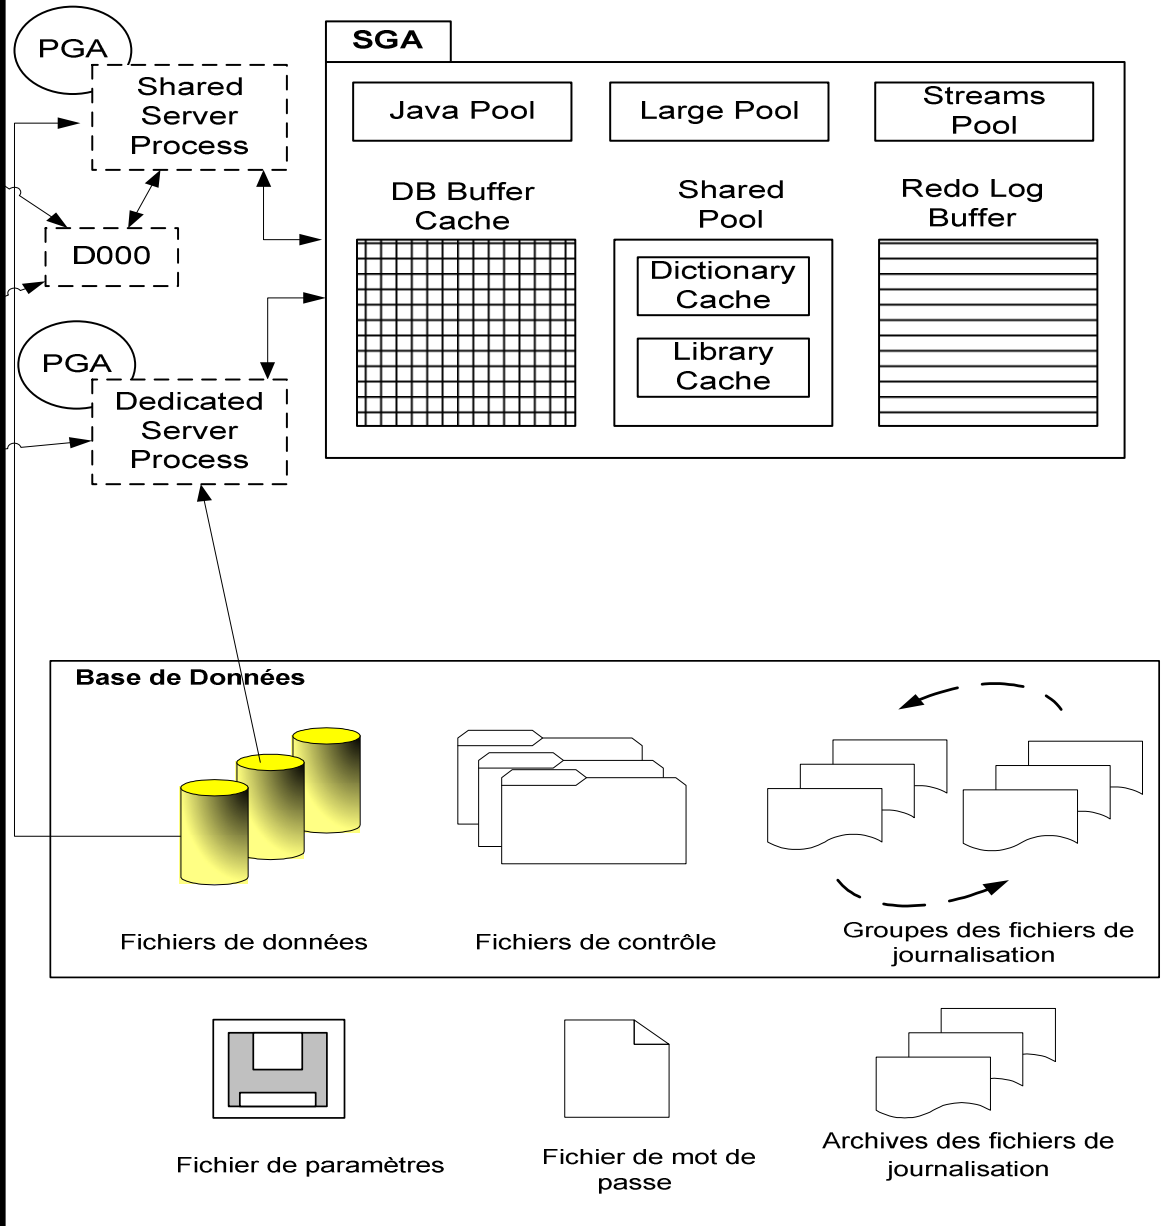 PGA
Shared
Server
Process
D000
PGA
Dedicated
Server
Process
SGA
Java Pool
Large Pool
Streams
Pool
DB Buffer
Cache
Shared
Pool
Dictionary
Cache
Library
Cache
Redo Log
Buffer
Base de Données
Fichiers de données
Fichiers de contrôle
Groupes des fichiers de
journalisation
Fichier de paramètres
Fichier de mot de
passe
Archives des fichiers de
journalisation